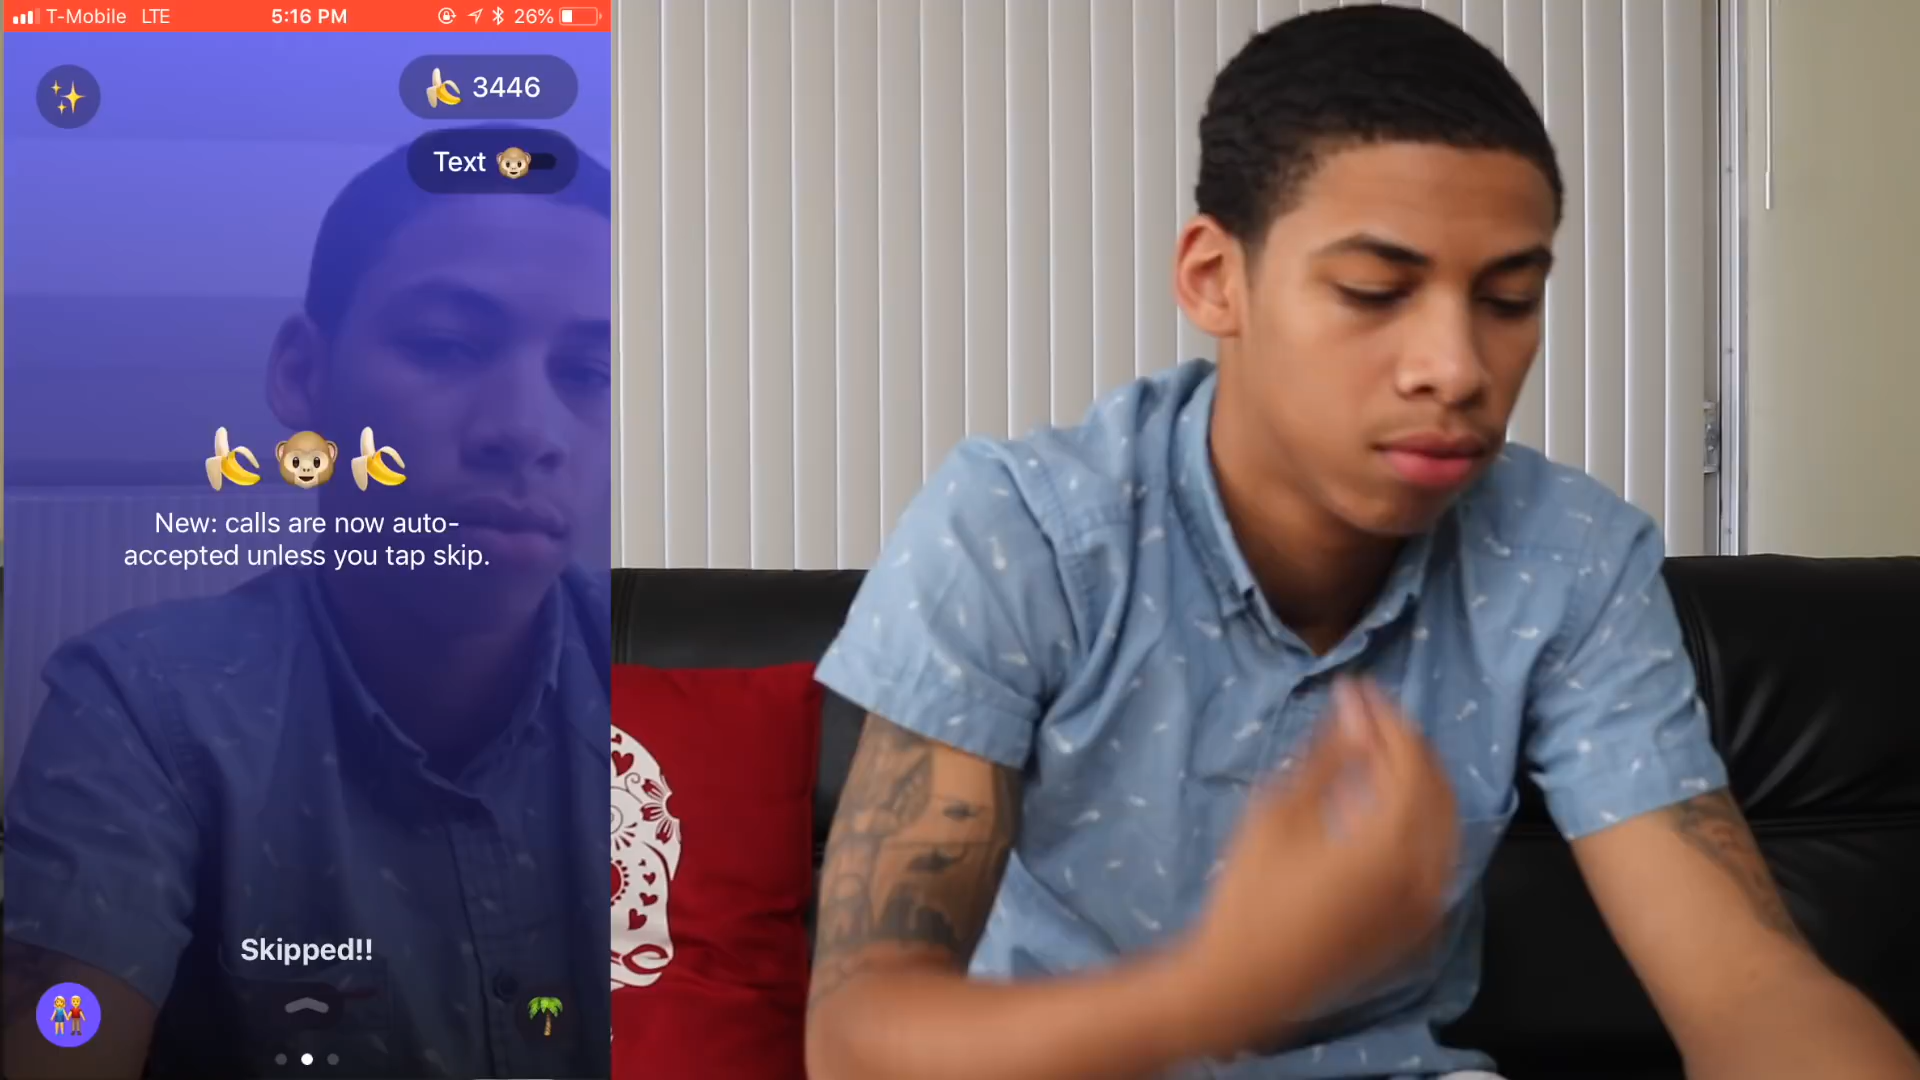 T-Mobile LTE 5:16 PM 26%
3446
Text
New: calls are now auto-
accepted unless you tap skip.
Skipped!!